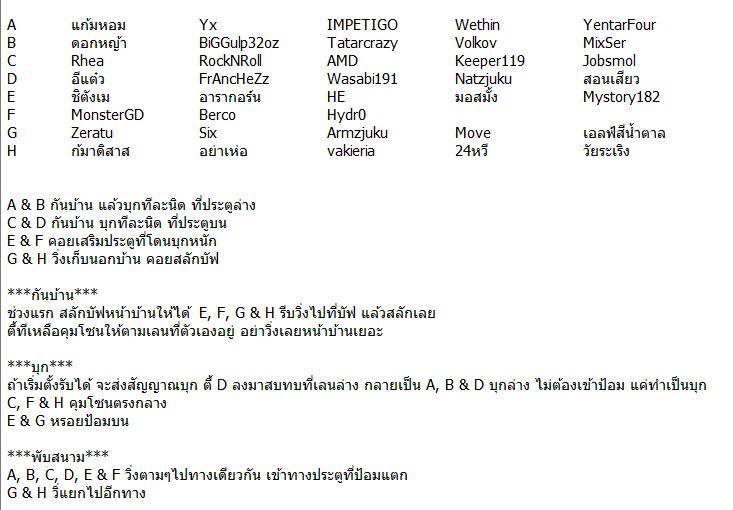 A แก้มหอม Yx IMPETIGO Wethin YentarFour
B ดอกหญ้า BiGGulp32oz Tatarcrazy Volkov MixSer
C Rhea RockNRoll AMD Keeper119 Jobsmol
D อีแต๋ว FrAncHeZz Wasabi191 Natzjuku สอนเสียว
E ชิตังเม อารากอร์น HE มอสมั้ง Mystory182
F MonsterGD Berco Hydr0
G Zeratu Six Armzjuku Move เอลฟ์สีน้ำตาล
H ก้มาดิสาส อย่าเห่อ vakieria 24หวี วัยระเริง
A & B กันบ้าน แล้วบุกทีละนิด ที่ประตูล่าง
C & D กันบ้าน บุกทีละนิด ที่ประตูบน
E & F คอยเสริมประตูที่โดนบุกหนัก
G & H วิ่งเก็บนอกบ้าน คอยสลักบัฟ
***กันบ้าน***
ช่วงแรก สลักบัฟหน้าบ้านให้ได้ E, F, G & H รีบวิ่งไปที่บัฟ แล้วสลักเลย
ตี้ที่เหลือคุมโซนให้ตามเลนที่ตัวเองอยู่ อย่าวิ่งเลยหน้าบ้านเยอะ
***บุก***
ถ้าเริ่มตั้งรับได้ จะส่งสัญญาณบุก ตี้ D ลงมาสบทบที่เลนล่าง กลายเป็น A, B & D บุกล่าง ไม่ต้องเข้าป้อม แค่ทำเป็นบุก
C, F & H คุมโซนตรงกลาง
E & G หรอยป้อมบน
***พับสนาม***
A, B, C, D, E & F วิ่งตามๆไปทางเดียวกัน เข้าทางประตูที่ป้อมแตก
G & H วิ่แยกไปอีกทาง